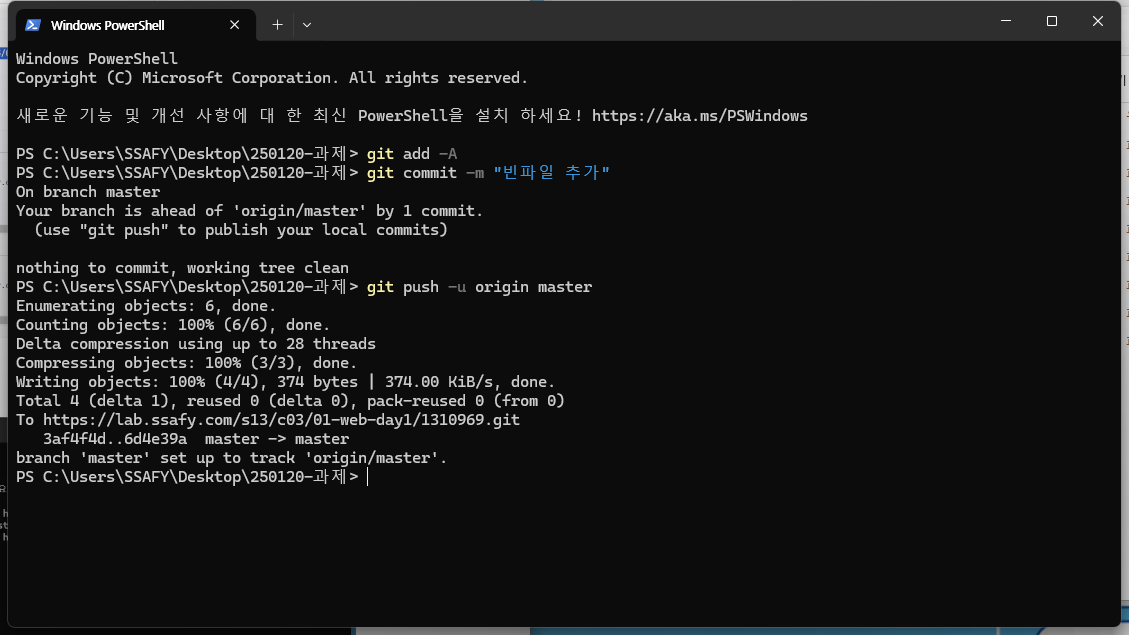 Windows PowerShell
Windows PowerShell
Copyright (C) Microsoft Corporation. All rights reserved.
새로운 기능 및 개선 사항에 대 한 최신 PowerShell을 설치 하세요! https://aka.ms/PSWindows
PS C:\Users\SSAFY\Desktop\250120-과제> git add -A
PS C:\Users\SSAFY\Desktop\250120-과제> git commit -m "빈파일 추가"
On branch master
Your branch is ahead of 'origin/master' by 1 commit.
(use "git push" to publish your local commits)
nothing to commit, working tree clean
PS C:\Users\SSAFY\Desktop\250120-과제> git push -u origin master
Enumerating objects: 6, done.
Counting objects: 100% (6/6), done.
Delta compression using up to 28 threads
Compressing objects: 100% (3/3), done.
Writing objects: 100% (4/4), 374 bytes | 374.00 KiB/s, done.
Total 4 (delta 1), reused 0 (delta 0), pack-reused 0 (from 0)
To https://lab.ssafy.com/s13/c03/01-web-day1/1310969.git
3af4f4d..6d4e39a  master -> master
branch 'master' set up to track 'origin/master'.
PS C:\Users\SSAFY\Desktop\250120-과제>